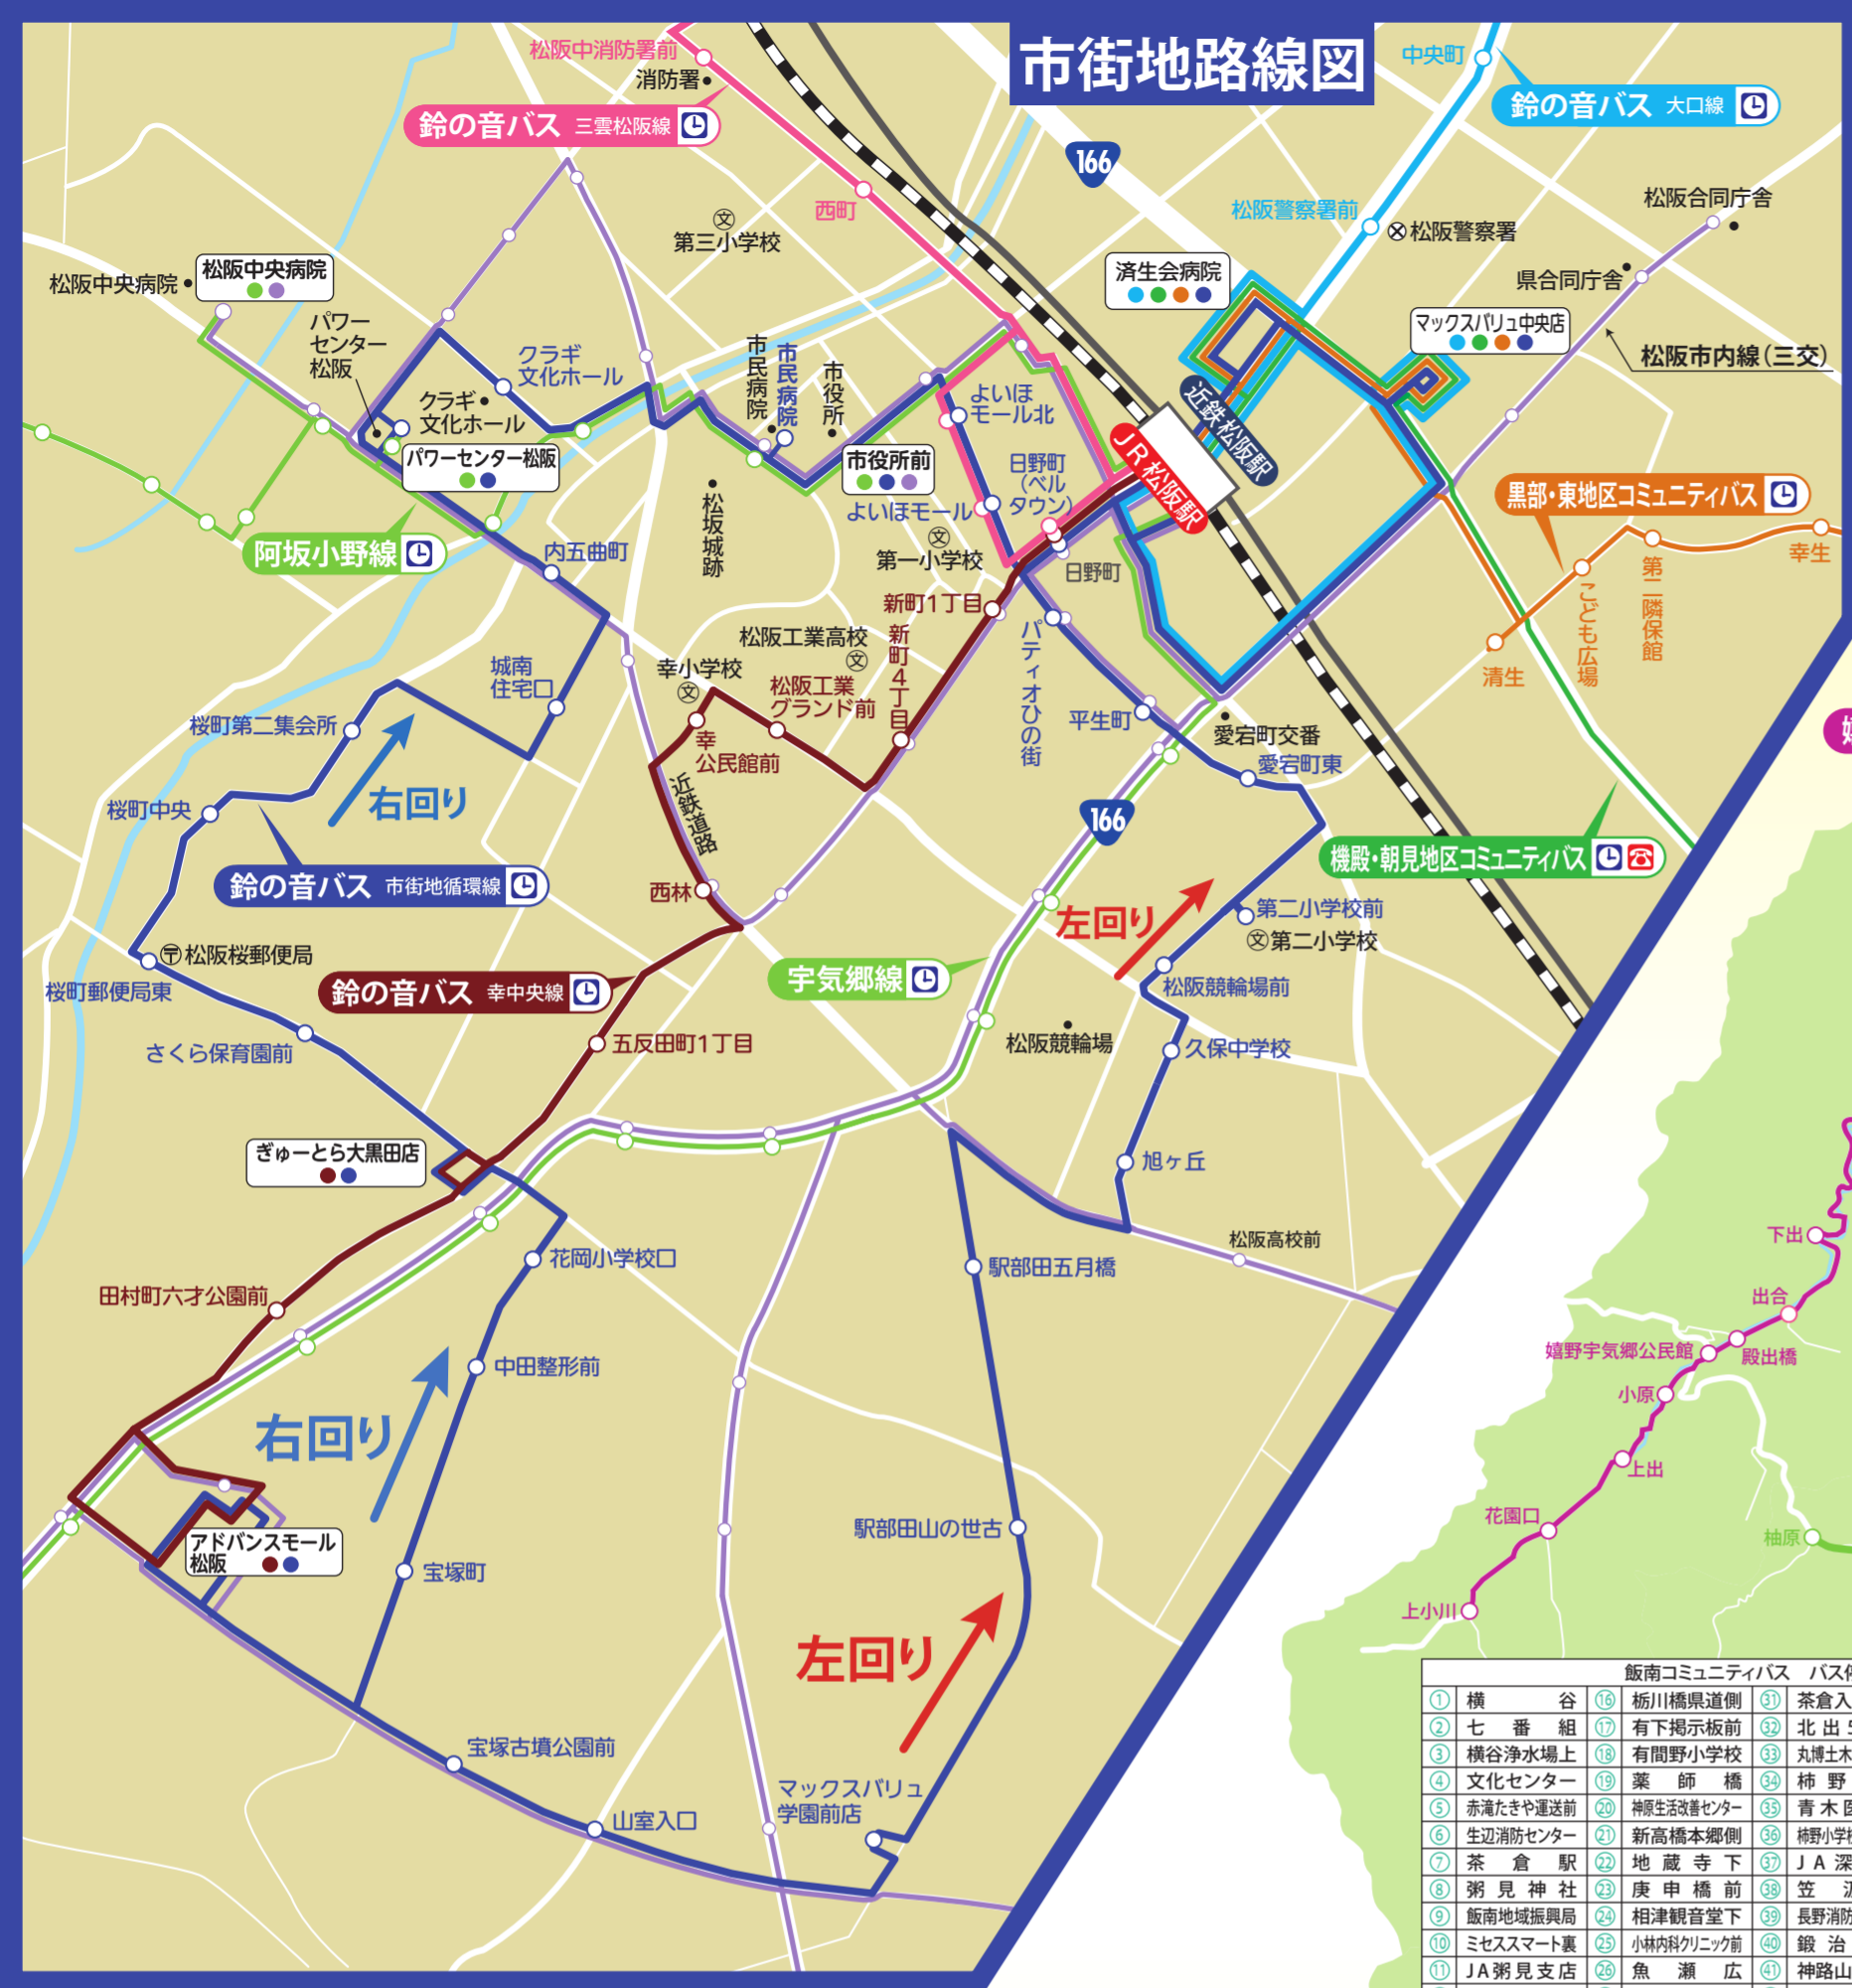 市街地路線図
松阪中消防署前
消防署
鈴の音バス 三雲松阪線
西町
第三小学校
文
166
中央町
鈴の音バス 大口線
松阪警察署前
松阪警察署
松阪合同庁舎
県合同庁舎
済生会病院
マックスバリュ中央店
松阪市内線(三交)
松阪中央病院
松阪中央病院
パワー
センター
松阪
クラギ
文化ホール
クラギ
文化ホール
パワーセンター松阪
市民病院
市民病院
市役所
市役所前
よいほ
モール北
よいほモール
日野町
(ベル
タウン)
近鉄松阪駅
JR松阪駅
日野町
阿坂小野線
内五曲町
松坂城跡
文
第一小学校
新町1丁目
松阪工業高校
文
新町4丁目
幸小学校
文
松阪工業
グランド前
幸
公民館前
近鉄道路
パティオひの街
平生町
愛宕町交番
愛宕町東
黒部・東地区コミュニティバス
幸生
第二隣保館
こども広場
清生
城南
住宅口
桜町第二集会所
桜町中央
右回り
鈴の音バス 市街地循環線
松阪桜郵便局
桜町郵便局東
さくら保育園前
西林
鈴の音バス 幸中央線
五反田町1丁目
宇気郷線
166
左回り
第二小学校前
文
第二小学校
松阪競輪場前
松阪競輪場
久保中学校
旭ヶ丘
松阪高校前
機殿・朝見地区コミュニティバス
ぎゅーとら大黒田店
花岡小学校口
田村町六才公園前
中田整形前
右回り
アドバンスモール
松阪
宝塚町
駅部田五月橋
駅部田山の世古
左回り
宝塚古墳公園前
山室入口
マックスバリュ
学園前店
下出
出合
嬉野宇気郷公民館
殿出橋
小原
上出
花園口
柚原
上小川
飯南コミュニティバス
① 横谷 ⑯ 栃川橋県道側 ㉛
② 七番組 ⑰ 有下掲示板前 ㉜
③ 横谷浄水場上 ⑱ 有間野小学校 ㉝
④ 文化センター ⑲ 薬師橋 ㉞
⑤ 赤滝たきや運送前 ⑳ 神原生活改善センター ㉟
⑥ 生辺消防センター ㉑ 新高橋本郷側 ㊱
⑦ 茶倉駅 ㉒ 地蔵寺下 ㊲
⑧ 粥見神社 ㉓ 庚申橋前 ㊳
⑨ 飯南地域振興局 ㉔ 相津観音堂下 ㊴
⑩ ミセススマート裏 ㉕ 小林内科クリニック前 ㊵
⑪ JA粥見支店 ㉖ 魚瀬広 ㊶